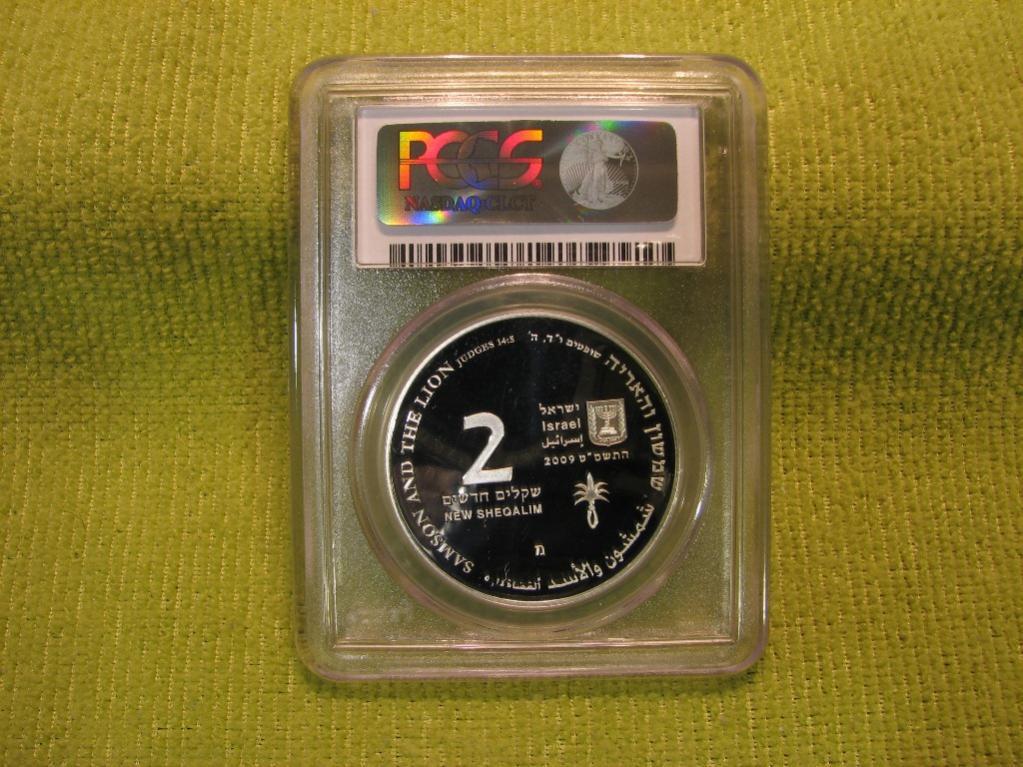 PCGS
NASDAQ:CLCT
SAMSON AND THE LION JUDGES 14:5
שופטים י"ד, ה' שמשון והאריה
شمشون والأسد
2
שקלים חדשים
NEW SHEQALIM
ישראל
Israel
إسرائيل
התשס"ט 2009
מ